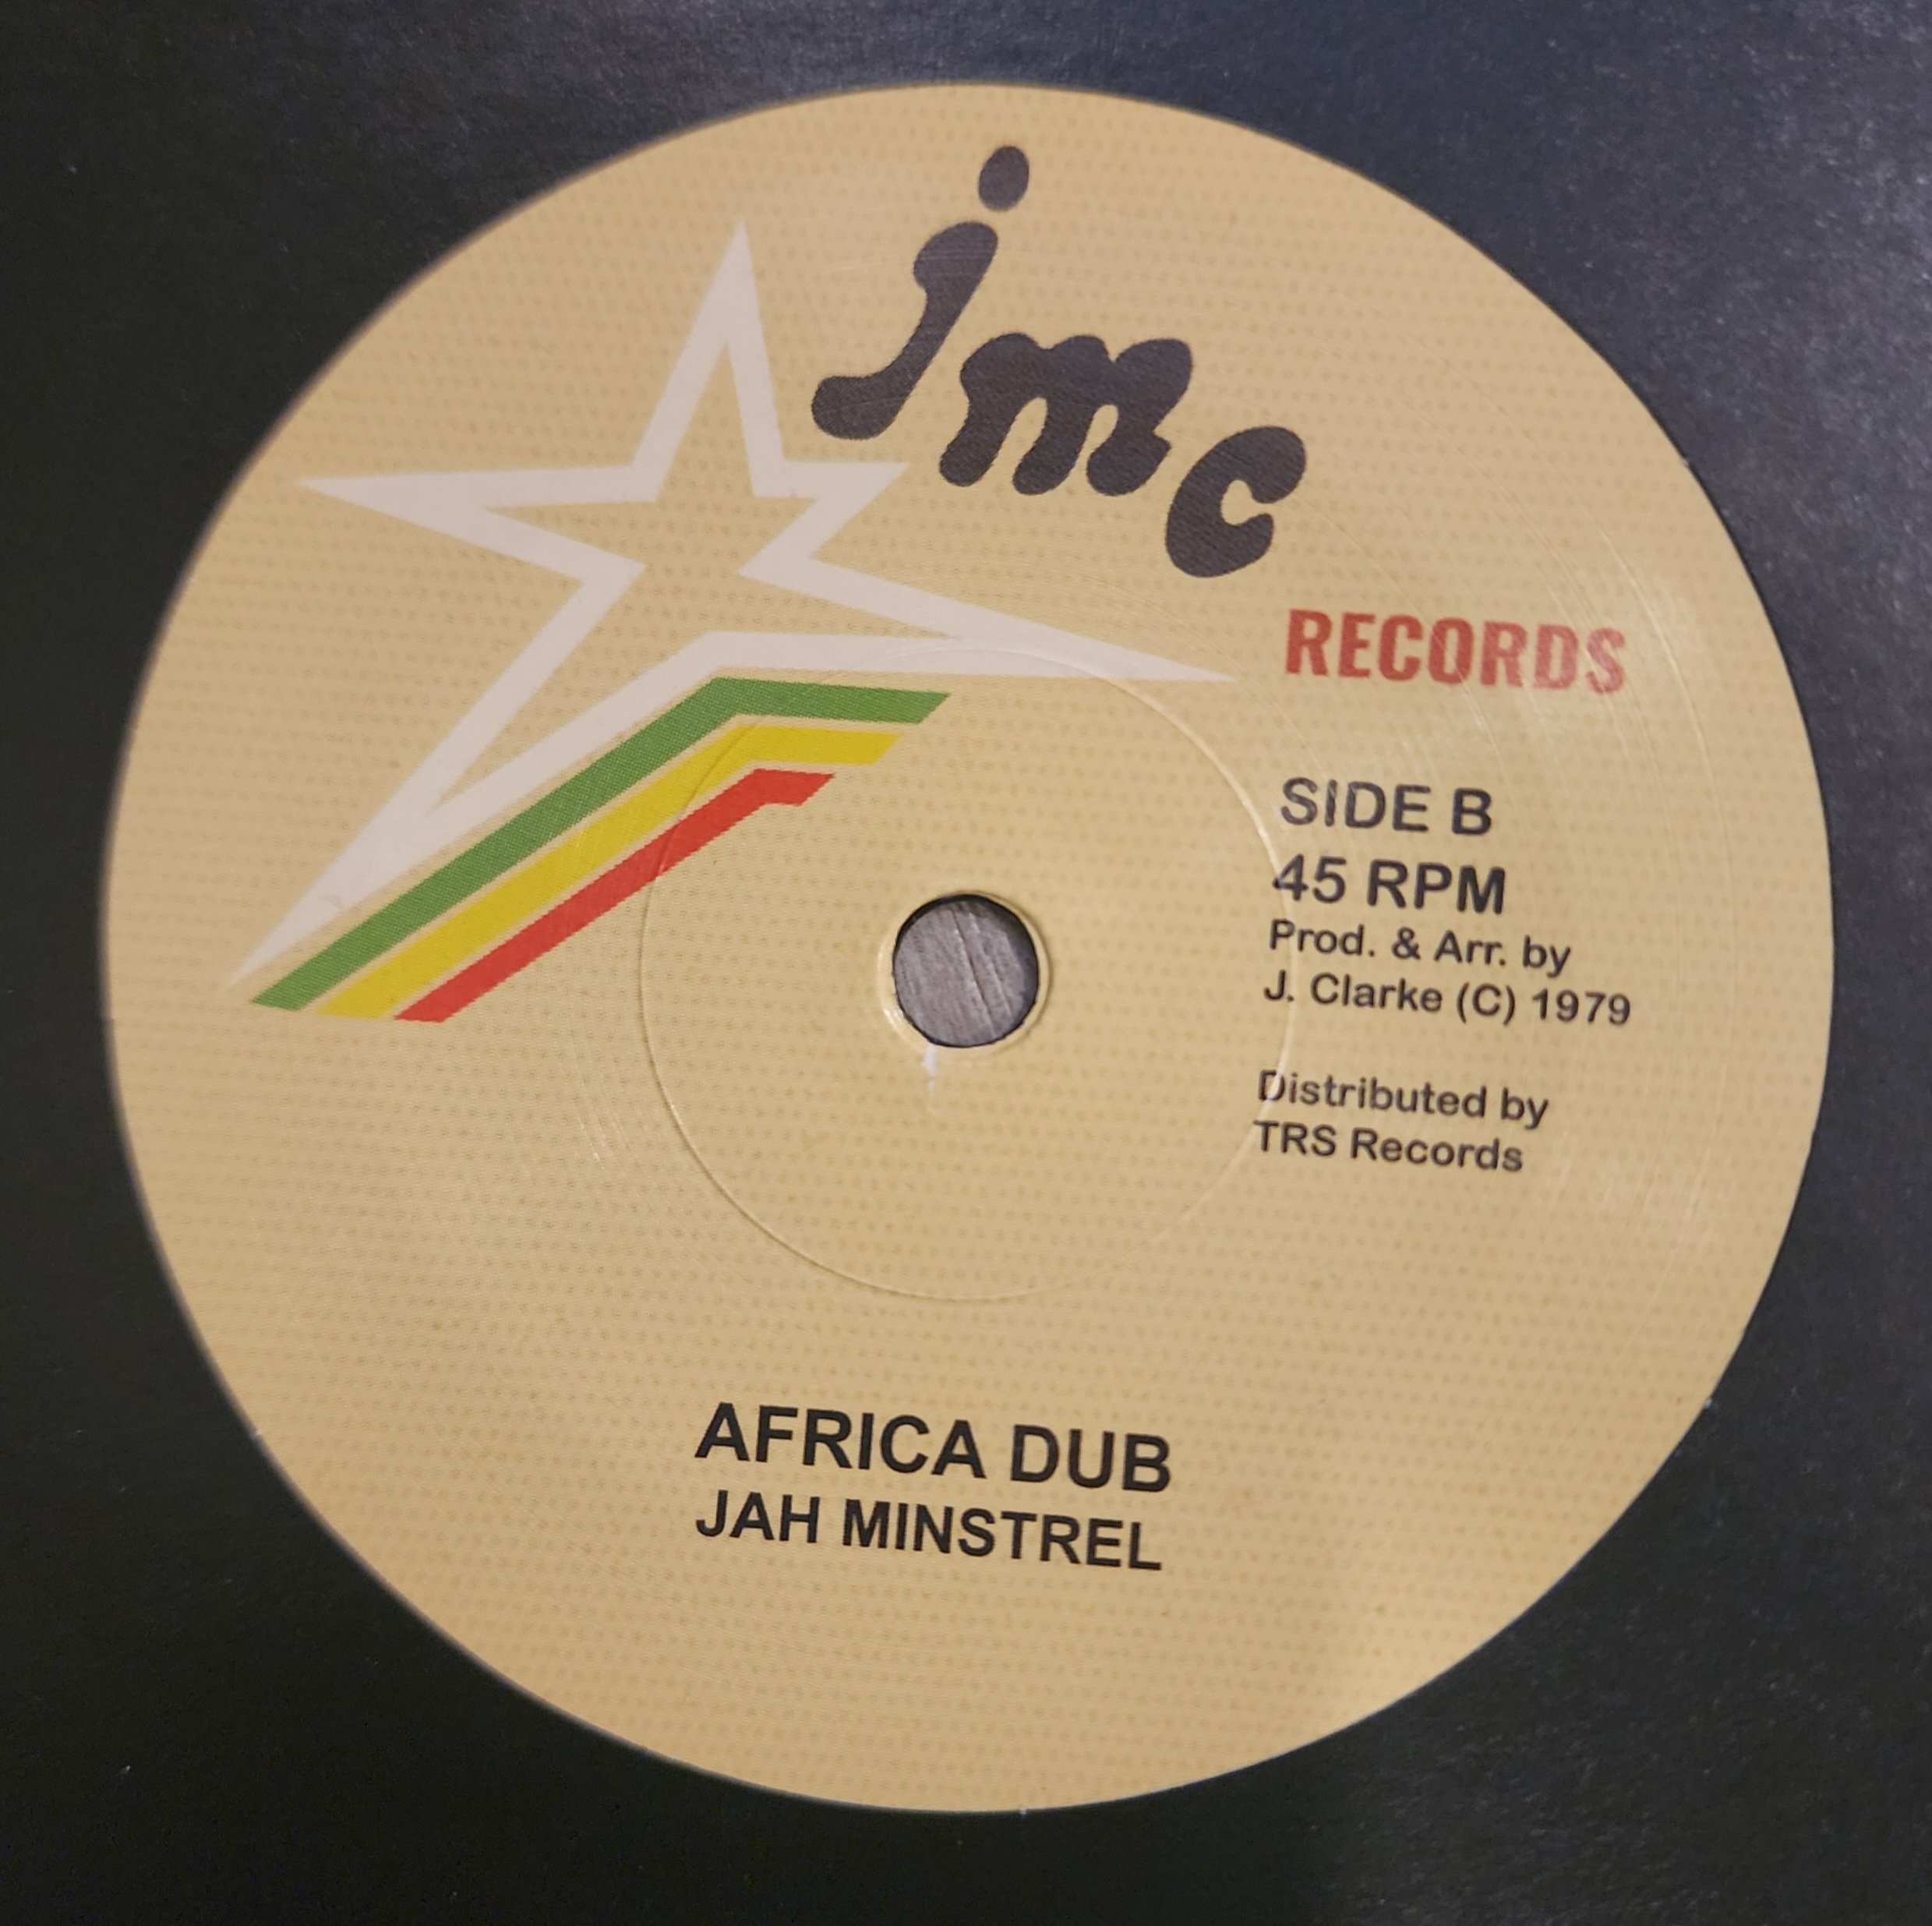 jmc
RECORDS
SIDE B
45 RPM
Prod. & Arr. by
J. Clarke (C) 1979
Distributed by
TRS Records
AFRICA DUB
JAH MINSTREL